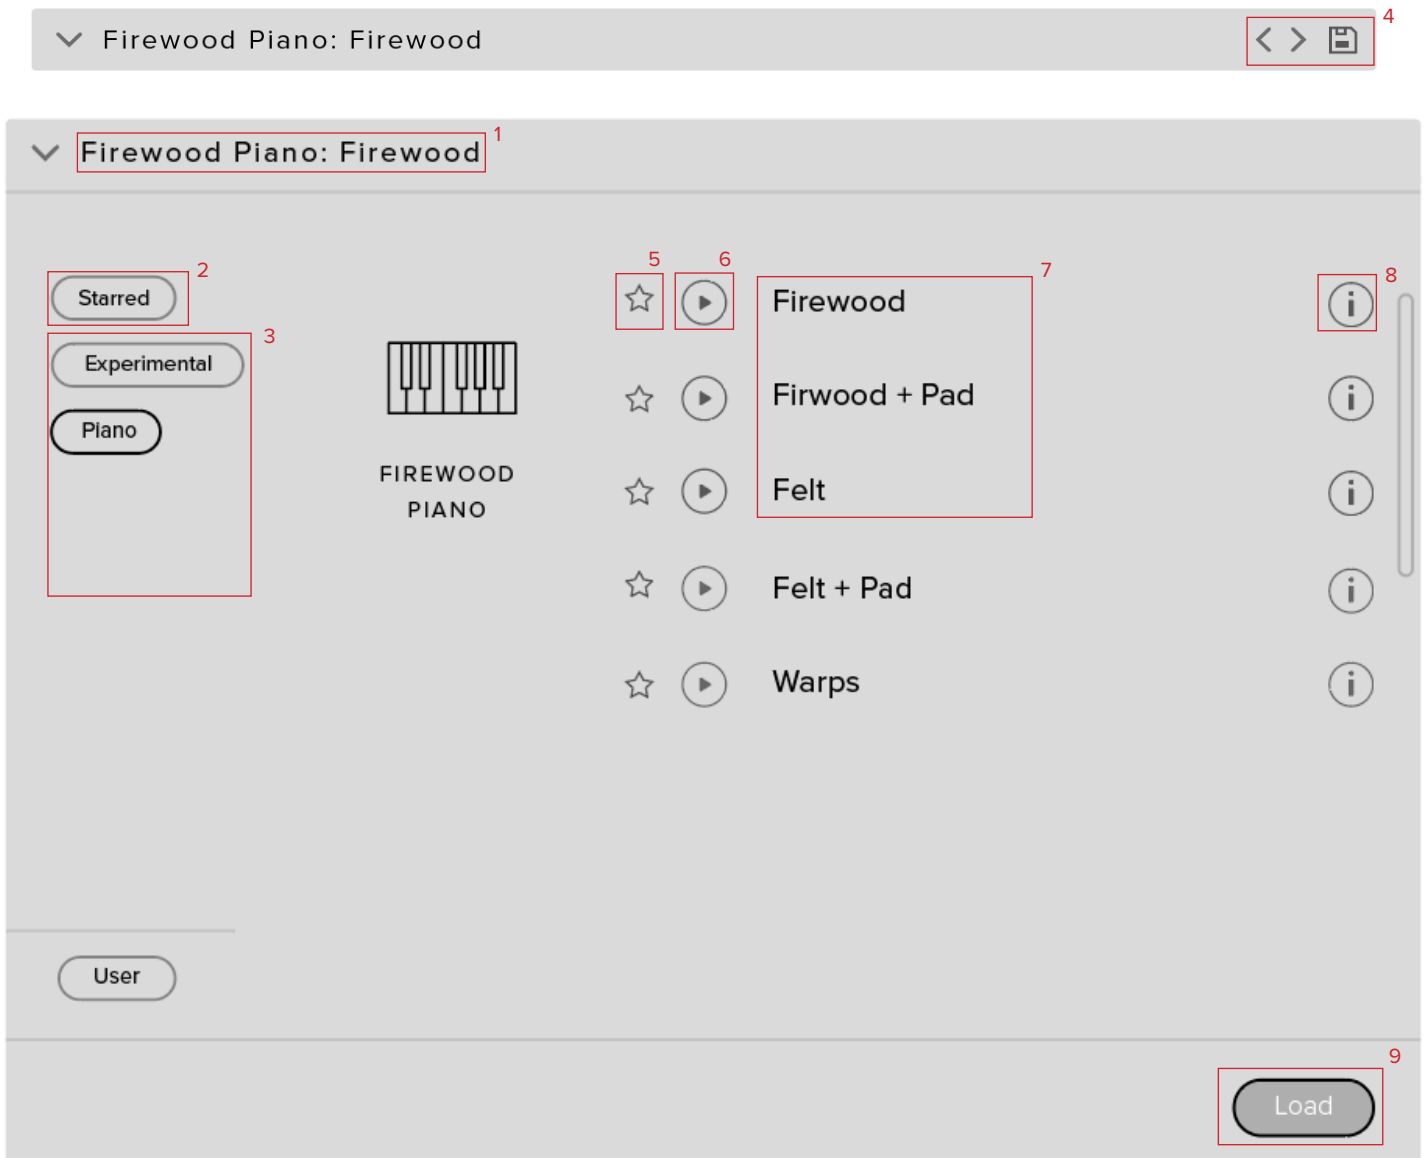 Firewood Piano: Firewood
4
Firewood Piano: Firewood
1
2
Starred
3
Experimental
Piano
FIREWOOD
PIANO
5
6
7
8
Firewood
Firwood + Pad
Felt
Felt + Pad
Warps
User
9
Load